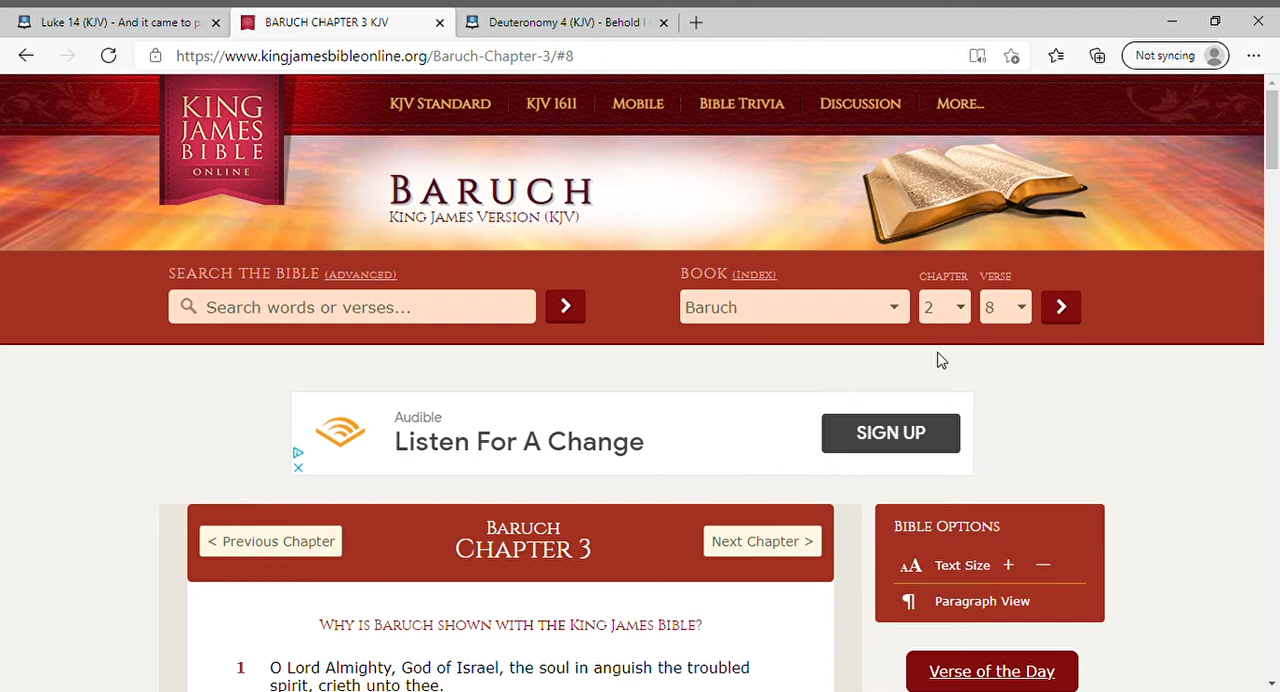 Luke 14 (KJV) - And it came to p
BARUCH CHAPTER 3 KJV
Deuteronomy 4 (KJV) - Behold I
https://www.kingjamesbibleonline.org/Baruch-Chapter-3/#8
Not syncing
KING
JAMES
BIBLE
ONLINE
KJV STANDARD
KJV 1611
MOBILE
BIBLE TRIVIA
DISCUSSION
MORE...
BARUCH
KING JAMES VERSION (KJV)
SEARCH THE BIBLE (ADVANCED)
BOOK (INDEX)
CHAPTER
VERSE
Search words or verses...
Baruch
2
8
Audible
Listen For A Change
SIGN UP
< Previous Chapter
BARUCH
CHAPTER 3
Next Chapter >
BIBLE OPTIONS
AA Text Size + —
¶ Paragraph View
WHY IS BARUCH SHOWN WITH THE KING JAMES BIBLE?
1 O Lord Almighty, God of Israel, the soul in anguish the troubled
spirit, crieth unto thee.
Verse of the Day